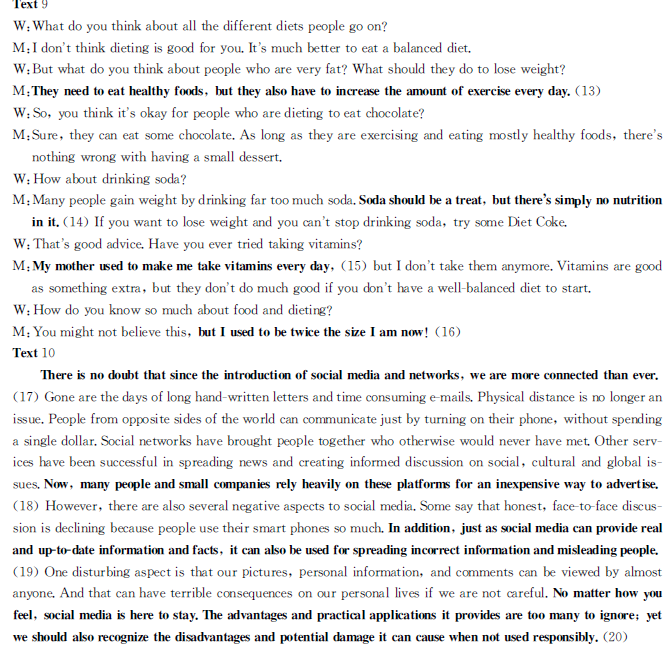 Text 9
W: What do you think about all the different diets people go on?
M: I don't think dieting is good for you. It's much better to eat a balanced diet.
W: But what do you think about people who are very fat? What should they do to lose weight?
M: They need to eat healthy foods, but they also have to increase the amount of exercise every day. (13)
W: So, you think it's okay for people who are dieting to eat chocolate?
M: Sure, they can eat some chocolate. As long as they are exercising and eating mostly healthy foods, there's
nothing wrong with having a small dessert.
W: How about drinking soda?
M: Many people gain weight by drinking far too much soda. Soda should be a treat, but there's simply no nutrition
in it. (14) If you want to lose weight and you can't stop drinking soda, try some Diet Coke.
W: That's good advice. Have you ever tried taking vitamins?
M: My mother used to make me take vitamins every day, (15) but I don't take them anymore. Vitamins are good
as something extra, but they don't do much good if you don't have a well-balanced diet to start.
W: How do you know so much about food and dieting?
M: You might not believe this, but I used to be twice the size I am now! (16)
Text 10
There is no doubt that since the introduction of social media and networks, we are more connected than ever.
(17) Gone are the days of long hand-written letters and time consuming e-mails. Physical distance is no longer an
issue. People from opposite sides of the world can communicate just by turning on their phone, without spending
a single dollar. Social networks have brought people together who otherwise would never have met. Other serv-
ices have been successful in spreading news and creating informed discussion on social, cultural and global is-
sues. Now, many people and small companies rely heavily on these platforms for an inexpensive way to advertise.
(18) However, there are also several negative aspects to social media. Some say that honest, face-to-face discus-
sion is declining because people use their smart phones so much. In addition, just as social media can provide real
and up-to-date information and facts, it can also be used for spreading incorrect information and misleading people.
(19) One disturbing aspect is that our pictures, personal information, and comments can be viewed by almost
anyone. And that can have terrible consequences on our personal lives if we are not careful. No matter how you
feel, social media is here to stay. The advantages and practical applications it provides are too many to ignore; yet
we should also recognize the disadvantages and potential damage it can cause when not used responsibly. (20)